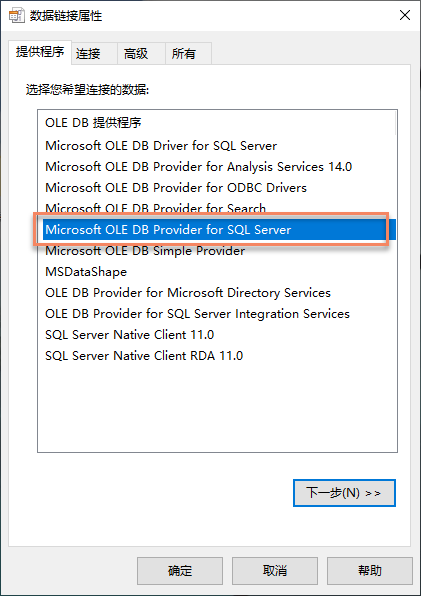 数据链接属性
提供程序 连接 高级 所有
选择您希望连接的数据:
OLE DB 提供程序
Microsoft OLE DB Driver for SQL Server
Microsoft OLE DB Provider for Analysis Services 14.0
Microsoft OLE DB Provider for ODBC Drivers
Microsoft OLE DB Provider for Search
Microsoft OLE DB Provider for SQL Server
Microsoft OLE DB Simple Provider
MSDataShape
OLE DB Provider for Microsoft Directory Services
OLE DB Provider for SQL Server Integration Services
SQL Server Native Client 11.0
SQL Server Native Client RDA 11.0
下一步(N) >>
确定 取消 帮助